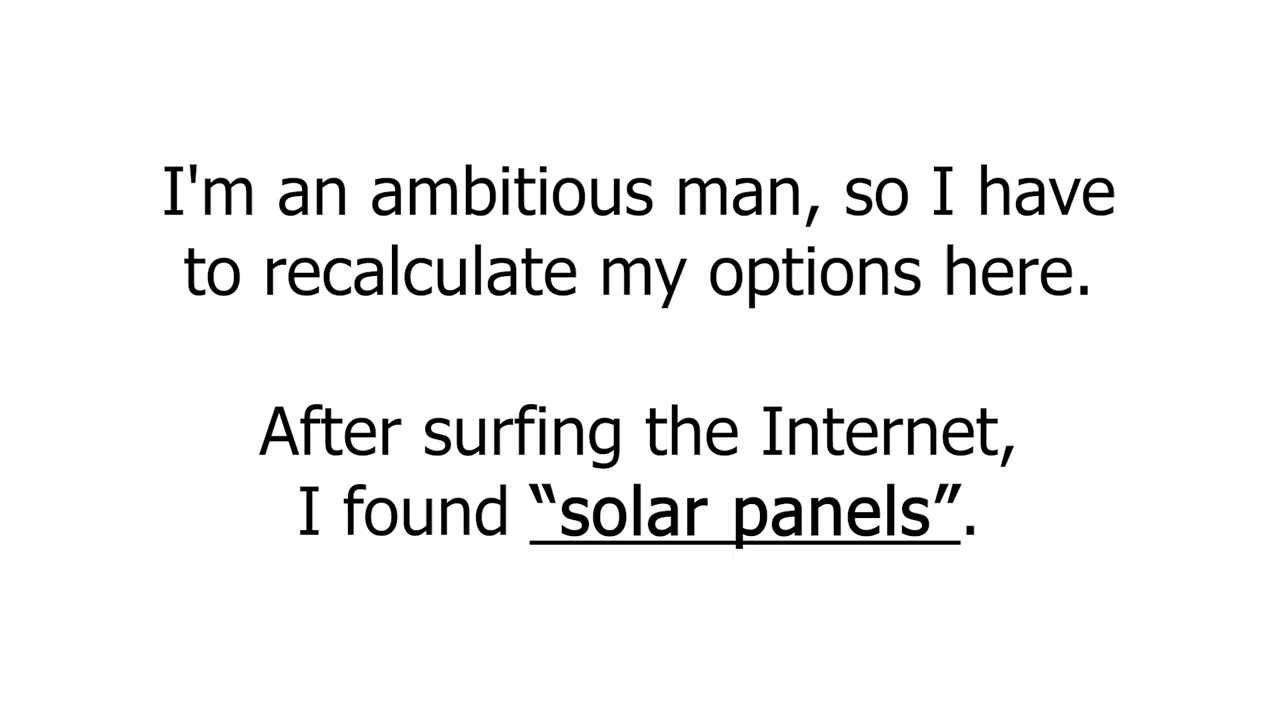 I'm an ambitious man, so I have
to recalculate my options here.
After surfing the Internet,
I found “solar panels”.